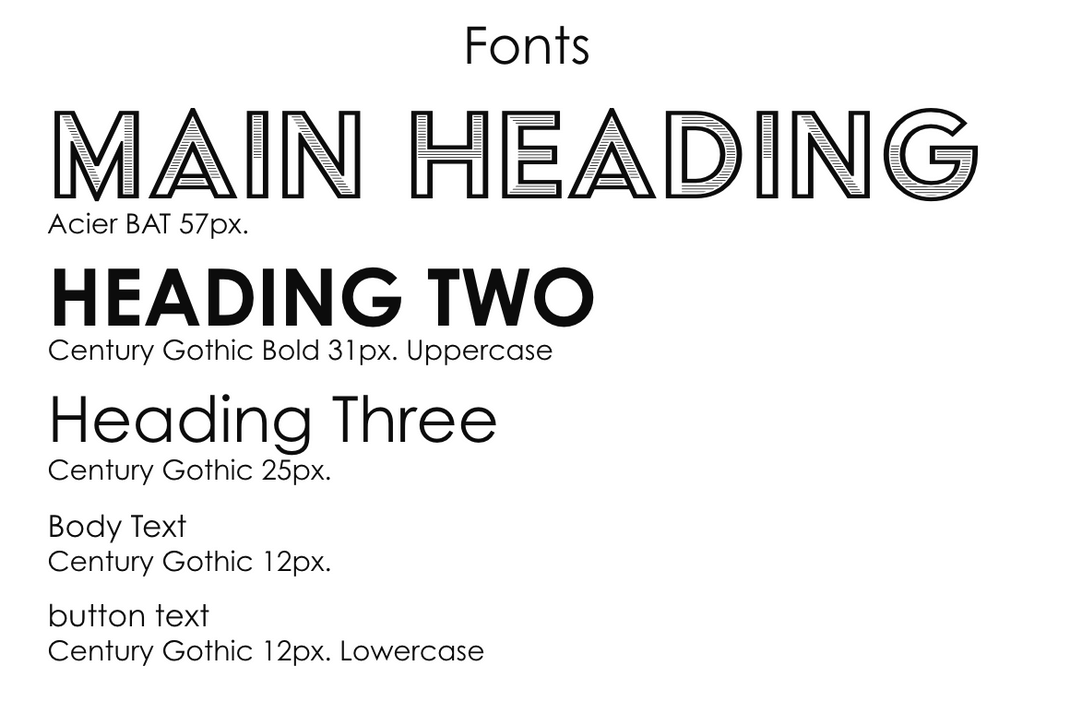 Fonts
MAIN HEADING
Acier BAT 57px.
HEADING TWO
Century Gothic Bold 31px. Uppercase
Heading Three
Century Gothic 25px.
Body Text
Century Gothic 12px.
button text
Century Gothic 12px. Lowercase